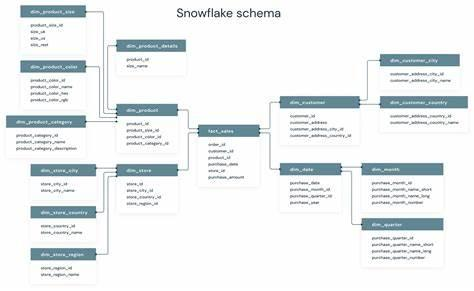 Snowflake schema
dim_product_size
product_size_id
size_uk
size_us
size_rest
dim_product_color
product_color_id
product_color_name
product_color_hex
product_color_rgb
dim_product_category
product_category_id
product_category_name
product_category_description
dim_store_city
store_city_id
store_city_name
dim_store_country
store_country_id
store_country_name
dim_store_region
store_region_id
store_region_name
dim_product_details
product_id
size_name
dim_product
product_id
product_size_id
product_color_id
product_category_id
dim_store
store_id
store_city_id
store_country_id
store_region_id
fact_sales
order_id
customer_id
product_id
purchase_date
store_id
purchase_amount
dim_customer
customer_id
customer_address
customer_address_city_id
customer_address_country_id
dim_date
purchase_date
purchase_month_id
purchase_quarter_id
purchase_year
dim_customer_city
customer_address_city_id
customer_address_city_name
dim_customer_country
customer_address_country_id
customer_address_country_name
dim_month
purchase_month_id
purchase_month_name_short
purchase_month_name_long
purchase_month_number
dim_quarter
purchase_quarter_id
purchase_quarter_name_short
purchase_quarter_name_long
purchase_quarter_number